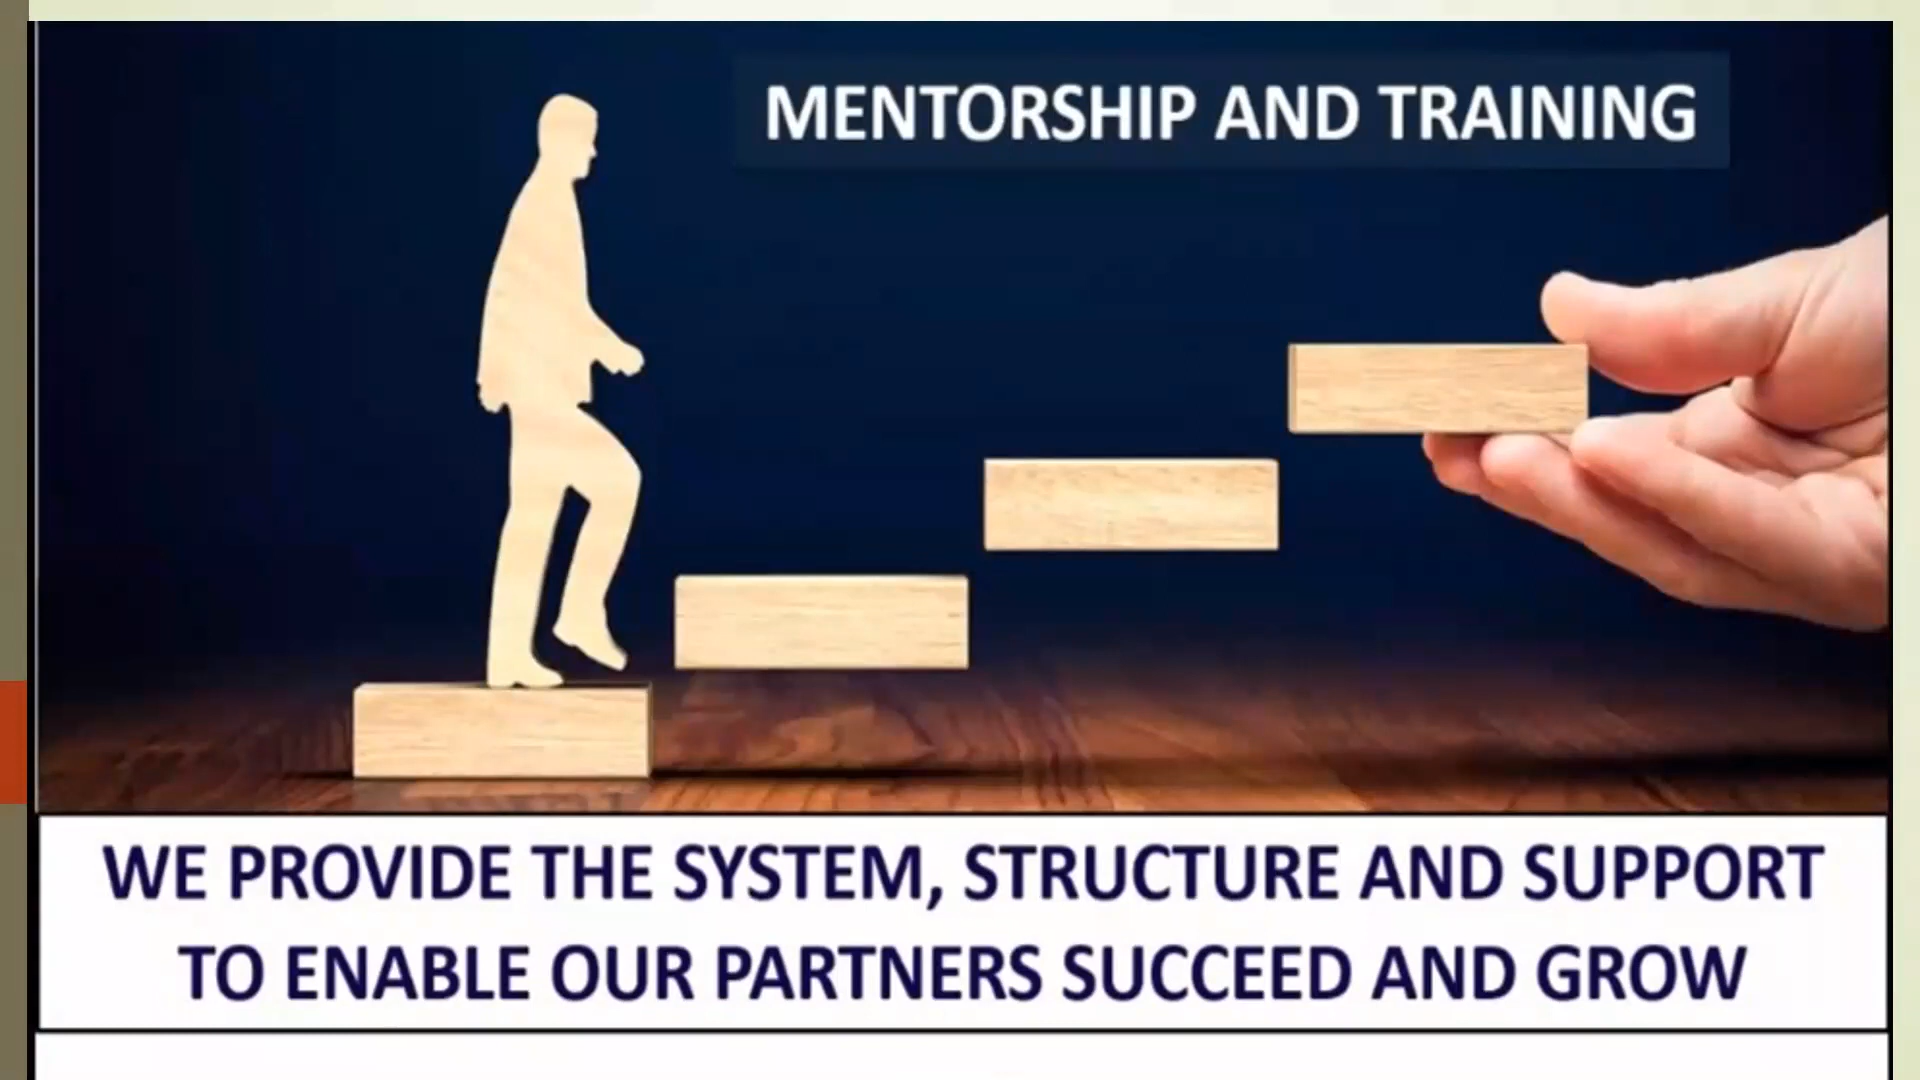 MENTORSHIP AND TRAINING
WE PROVIDE THE SYSTEM, STRUCTURE AND SUPPORT
TO ENABLE OUR PARTNERS SUCCEED AND GROW